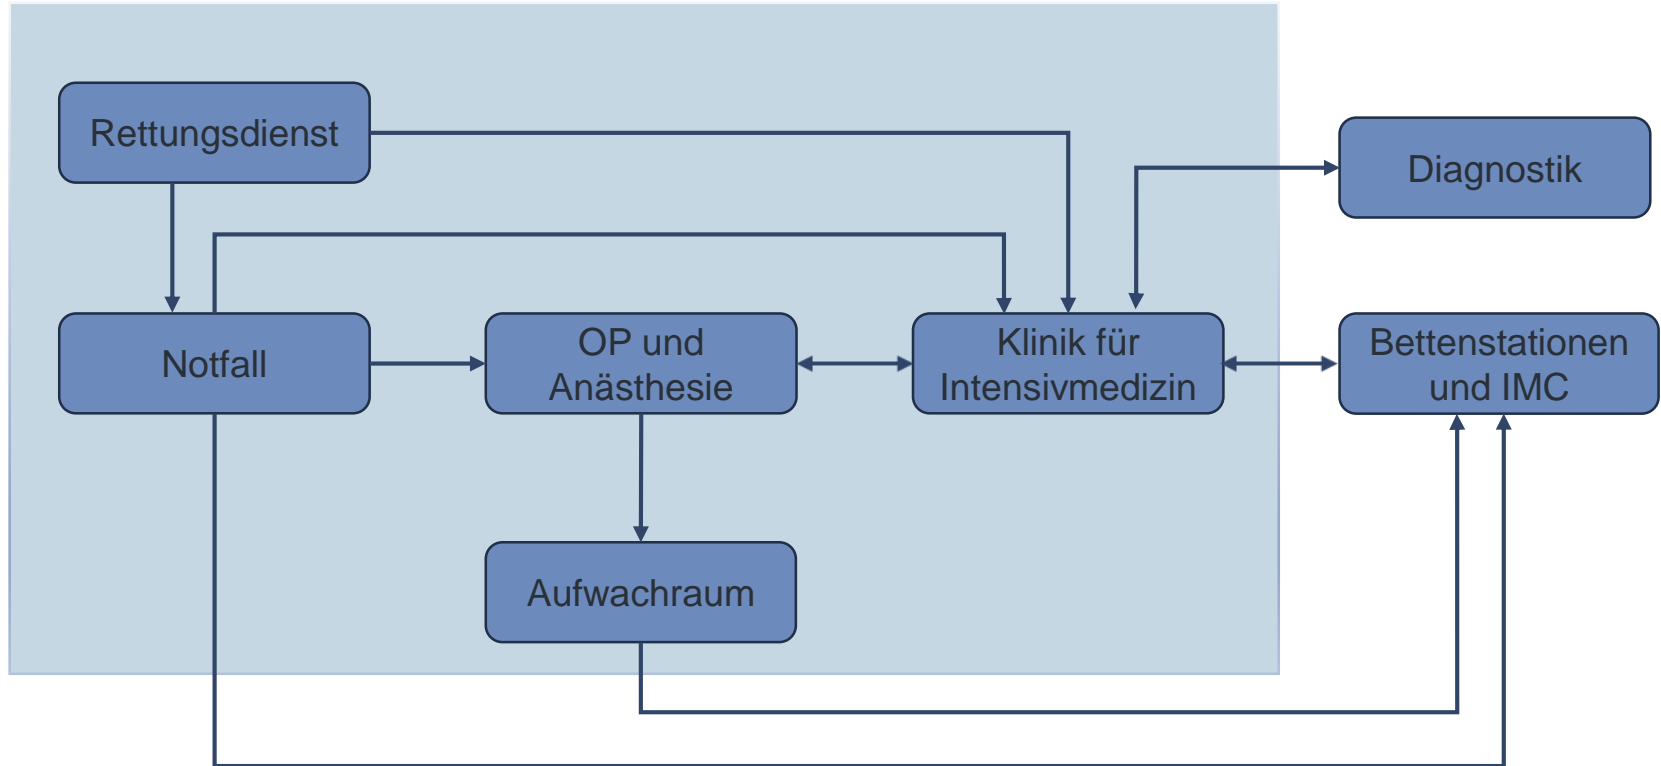 Rettungsdienst
Diagnostik
Notfall
OP und
Anästhesie
Klinik für
Intensivmedizin
Bettenstationen
und IMC
Aufwachraum